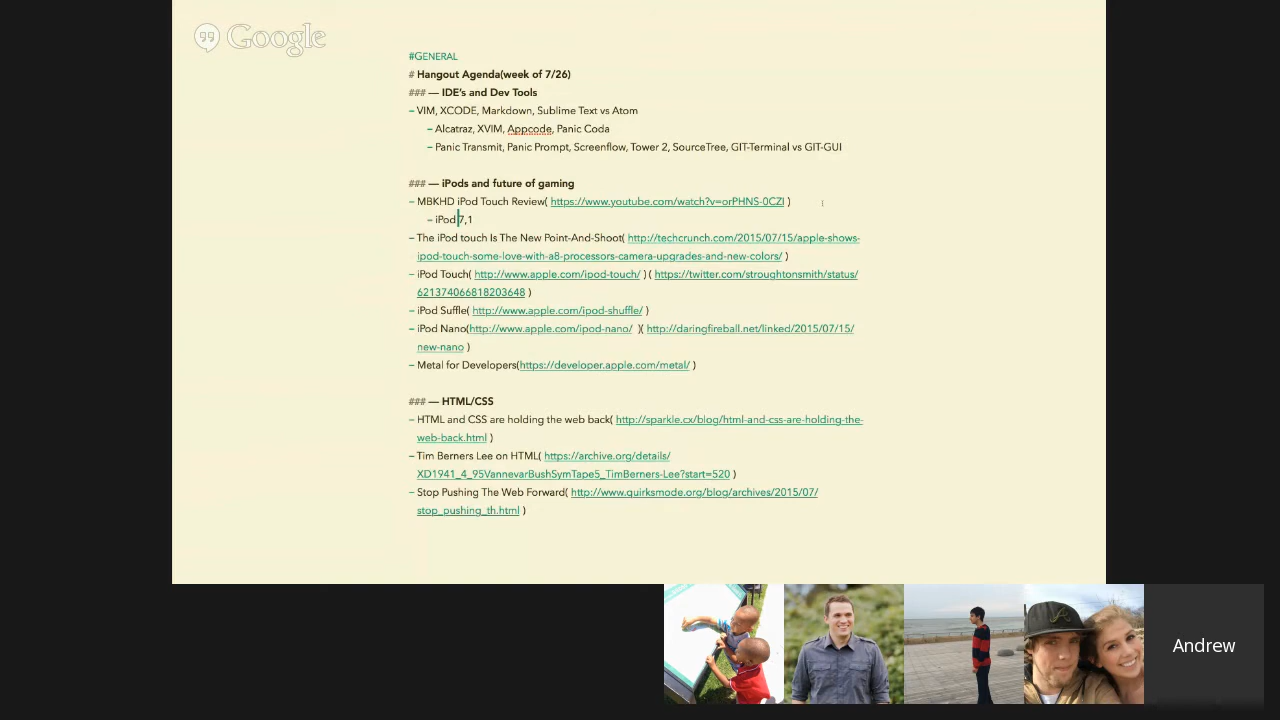 Google
#GENERAL
# Hangout Agenda(week of 7/26)
### — IDE's and Dev Tools
– VIM, XCODE, Markdown, Sublime Text vs Atom
– Alcatraz, XVIM, Appcode, Panic Coda
– Panic Transmit, Panic Prompt, Screenflow, Tower 2, SourceTree, GIT-Terminal vs GIT-GUI
### — iPods and future of gaming
– MBKHD iPod Touch Review( https://www.youtube.com/watch?v=orPHNS-0CZI )
– iPod 7,1
– The iPod touch Is The New Point-And-Shoot( http://techcrunch.com/2015/07/15/apple-shows-
ipod-touch-some-love-with-a8-processors-camera-upgrades-and-new-colors/ )
– iPod Touch( http://www.apple.com/ipod-touch/ ) ( https://twitter.com/stroughtonsmith/status/
621374066818203648 )
– iPod Suffle( http://www.apple.com/ipod-shuffle/ )
– iPod Nano(http://www.apple.com/ipod-nano/ )( http://daringfireball.net/linked/2015/07/15/
new-nano )
– Metal for Developers(https://developer.apple.com/metal/ )
### — HTML/CSS
– HTML and CSS are holding the web back( http://sparkle.cx/blog/html-and-css-are-holding-the-
web-back.html )
– Tim Berners Lee on HTML( https://archive.org/details/
XD1941_4_95VannevarBushSymTape5_TimBerners-Lee?start=520 )
– Stop Pushing The Web Forward( http://www.quirksmode.org/blog/archives/2015/07/
stop_pushing_th.html )
Andrew